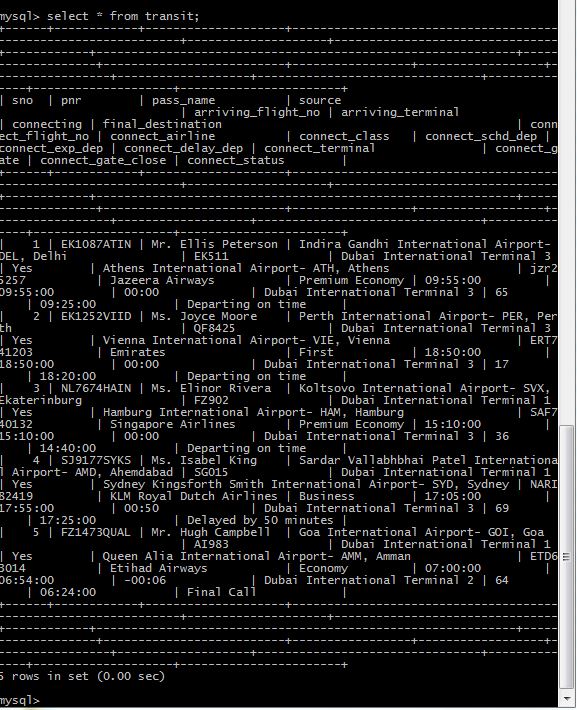 mysql> select * from transit;
| sno | pnr | pass_name | source
| arriving_flight_no | arriving_terminal
| connecting | final_destination | conn
ect_flight_no | connect_airline | connect_class | connect_schd_dep |
connect_exp_dep | connect_delay_dep | connect_terminal | connect_g
ate | connect_gate_close | connect_status |
| 1 | EK1087ATIN | Mr. Ellis Peterson | Indira Gandhi International Airport-
DEL, Delhi | EK511 | Dubai International Terminal 3
| Yes | Athens International Airport- ATH, Athens | jzr2
5257 | Jazeera Airways | Premium Economy | 09:55:00 |
09:55:00 | 00:00 | Dubai International Terminal 3 | 65
| 09:25:00 | Departing on time |
| 2 | EK1252VIID | Ms. Joyce Moore | Perth International Airport- PER, Per
th | QF8425 | Dubai International Terminal 3
| Yes | Vienna International Airport- VIE, Vienna | ERT7
41203 | Emirates | First | 18:50:00 |
18:50:00 | 00:00 | Dubai International Terminal 3 | 17
| 18:20:00 | Departing on time |
| 3 | NL7674HAIN | Ms. Elinor Rivera | Koltsovo International Airport- SVX,
Ekaterinburg | FZ902 | Dubai International Terminal 1
| Yes | Hamburg International Airport- HAM, Hamburg | SAF7
40132 | Singapore Airlines | Premium Economy | 15:10:00 |
15:10:00 | 00:00 | Dubai International Terminal 3 | 36
| 14:40:00 | Departing on time |
| 4 | SJ9177SYKS | Ms. Isabel King | Sardar Vallabhbhai Patel Internationa
l Airport- AMD, Ahemdabad | SG015 | Dubai International Terminal 1
| Yes | Sydney Kingsforth Smith International Airport- SYD, Sydney | NARI
82419 | KLM Royal Dutch Airlines | Business | 17:05:00 |
17:55:00 | 00:50 | Dubai International Terminal 3 | 69
| 17:25:00 | Delayed by 50 minutes |
| 5 | FZ1473QUAL | Mr. Hugh Campbell | Goa International Airport- GOI, Goa
| AI983 | Dubai International Terminal 1
| Yes | Queen Alia International Airport- AMM, Amman | ETD6
3014 | Etihad Airways | Economy | 07:00:00 |
06:54:00 | -00:06 | Dubai International Terminal 2 | 64
| 06:24:00 | Final Call |
5 rows in set (0.00 sec)
mysql>